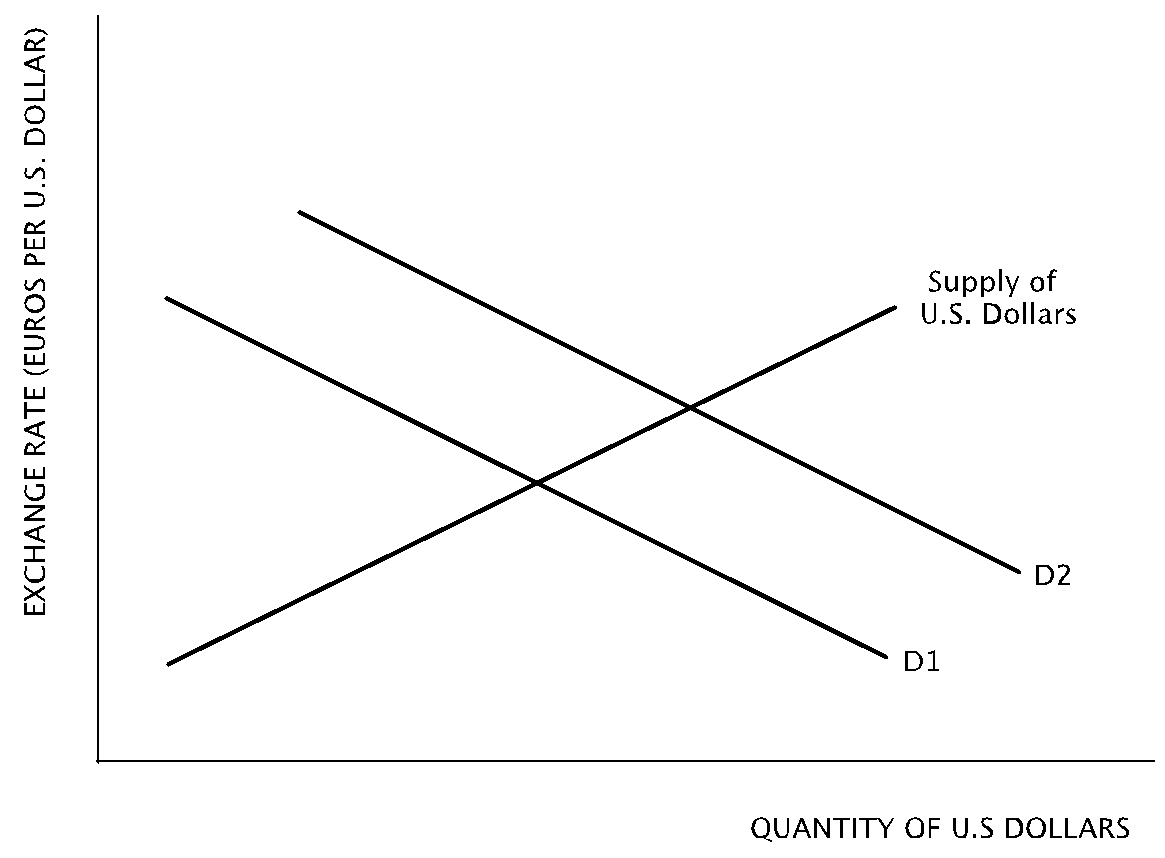 EXCHANGE RATE (EUROS PER U.S. DOLLAR)
Supply of
U.S. Dollars
D2
D1
QUANTITY OF U.S DOLLARS